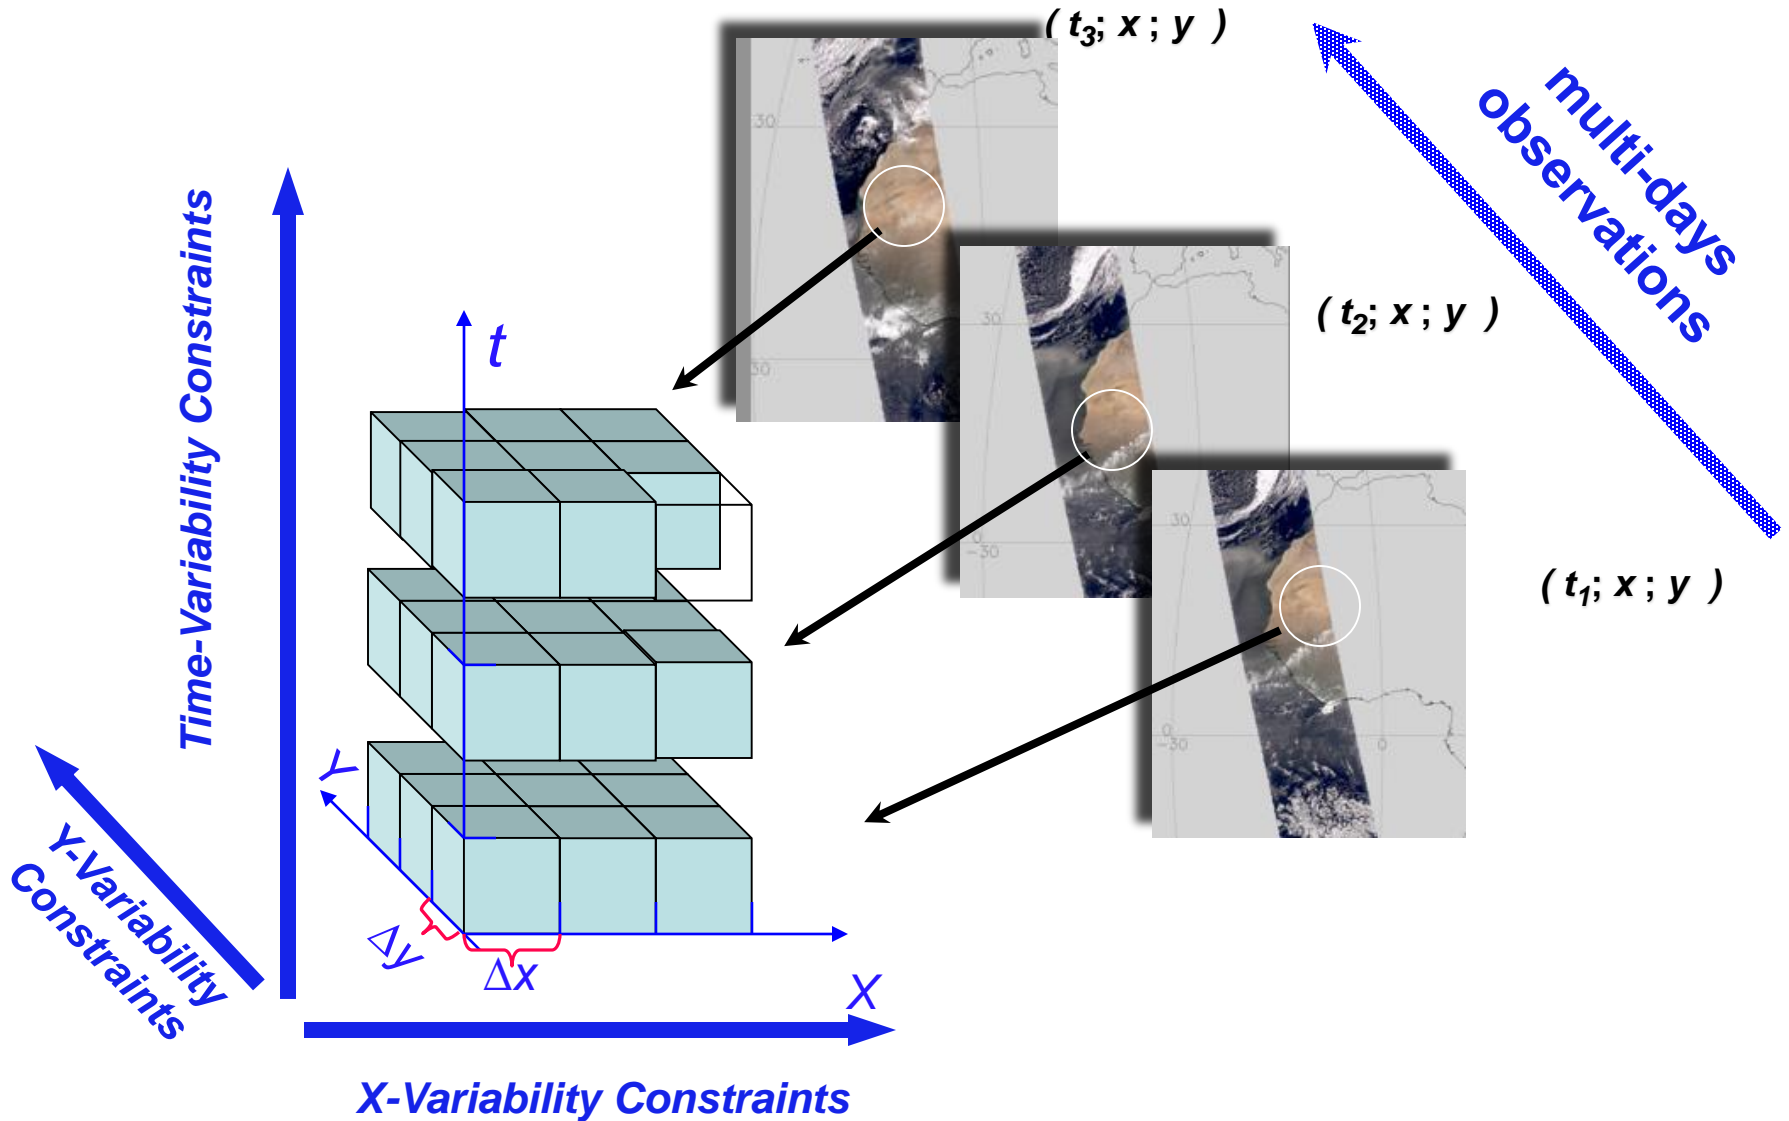 ( t3; x ; y )
multi-days
observations
30
30
( t2; x ; y )
30
0
-30
( t1; x ; y )
30
0
-30
0
Time-Variability Constraints
t
Y
Y-Variability
Constraints
Δy
Δx
X
X-Variability Constraints